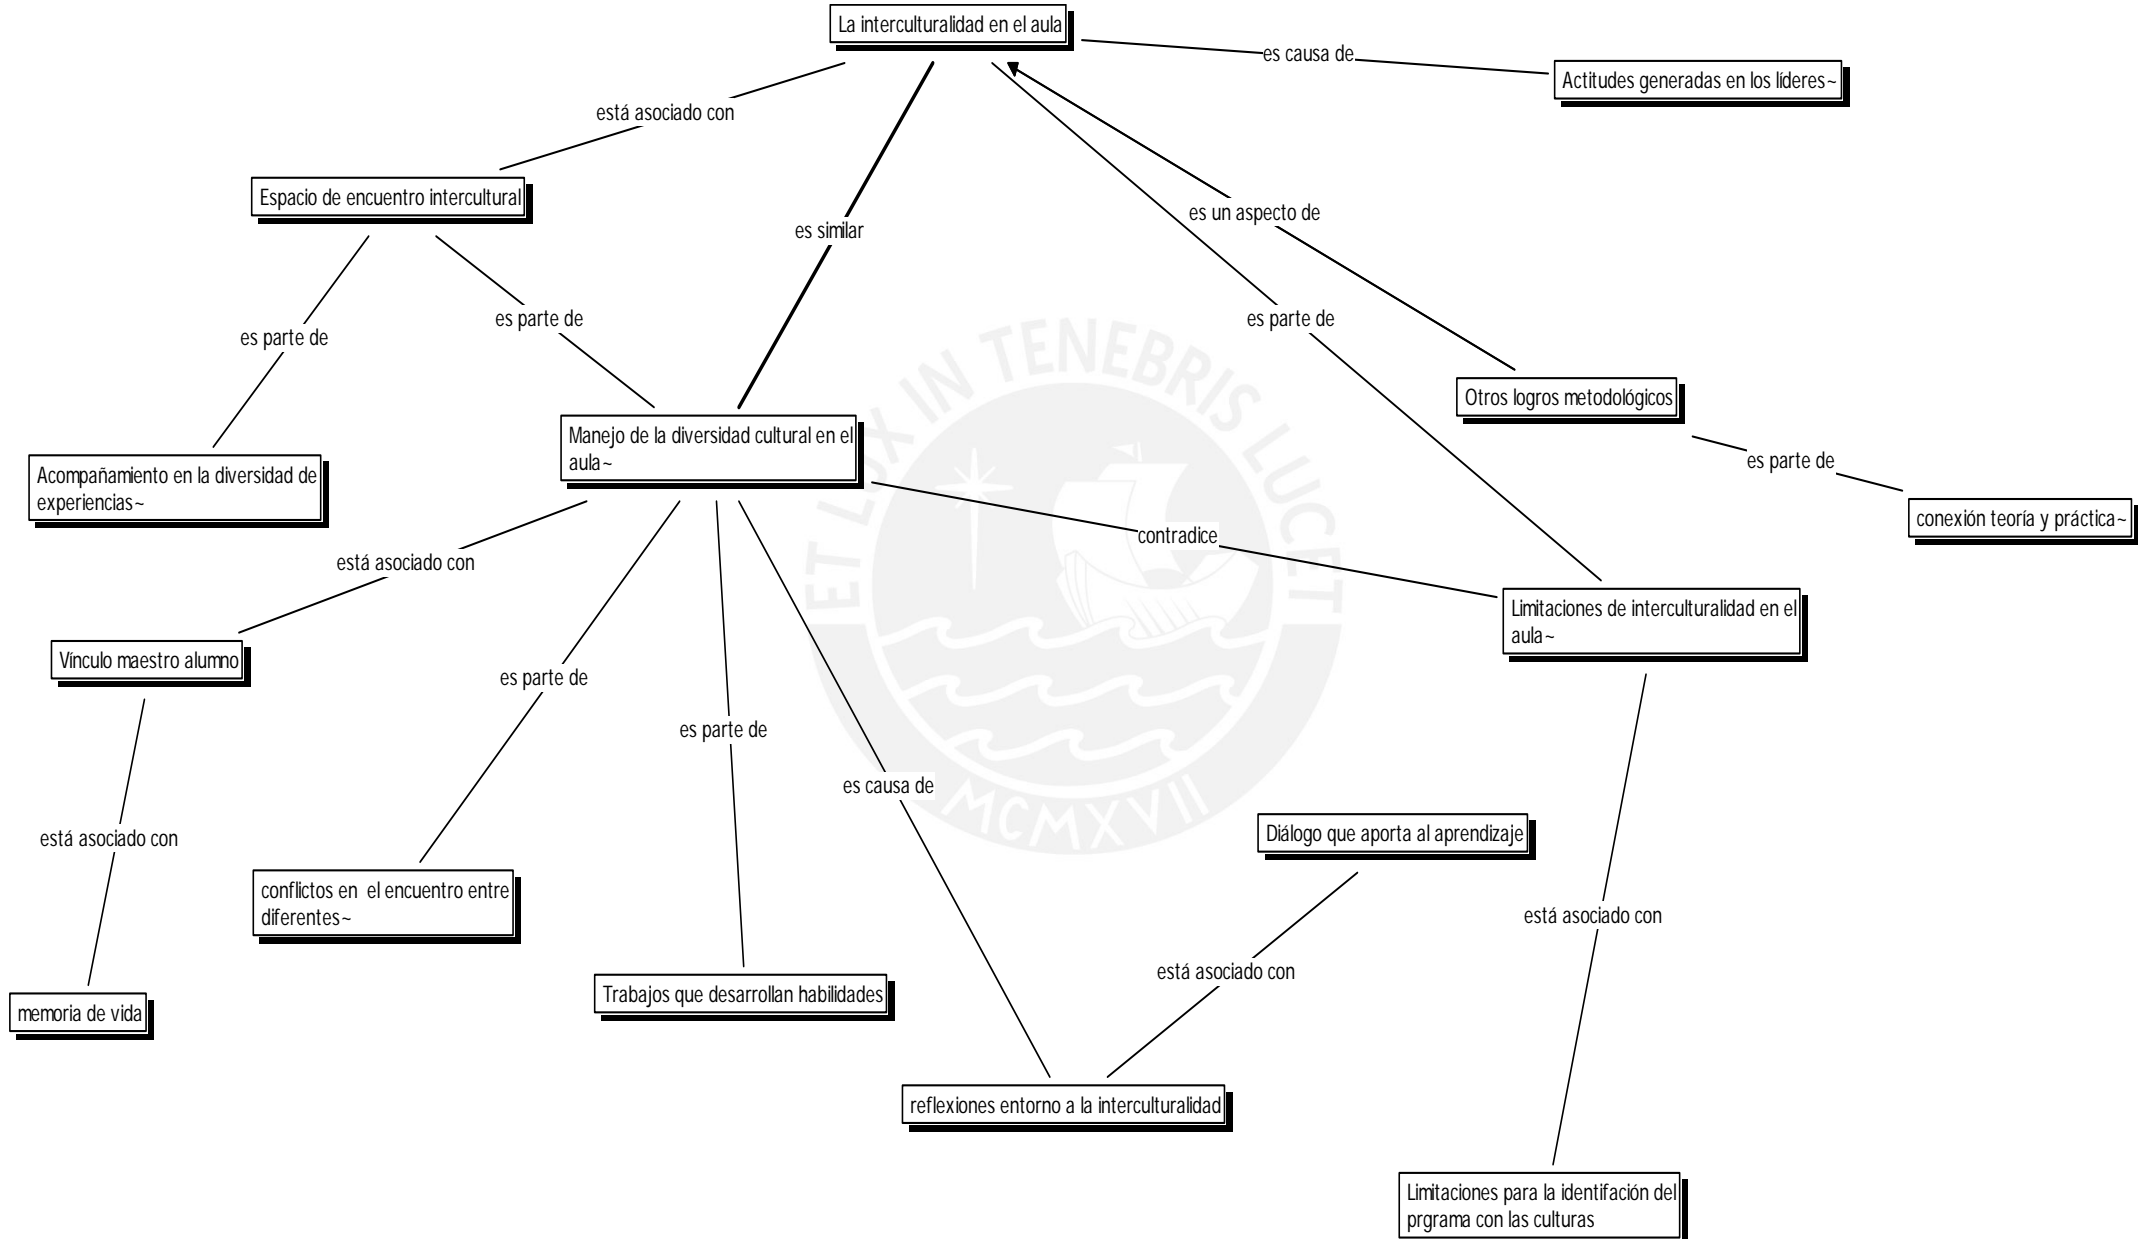 La interculturalidad en el aula
es causa de
Actitudes generadas en los líderes~
está asociado con
Espacio de encuentro intercultural
es similar
es un aspecto de
es parte de
es parte de
es parte de
Otros logros metodológicos
Manejo de la diversidad cultural en el
aula~
es parte de
Acompañamiento en la diversidad de
experiencias~
conexión teoría y práctica~
contradice
está asociado con
Limitaciones de interculturalidad en el
aula~
Vínculo maestro alumno
es parte de
es parte de
es causa de
está asociado con
Diálogo que aporta al aprendizaje
conflictos en  el encuentro entre
diferentes~
está asociado con
está asociado con
Trabajos que desarrollan habilidades
memoria de vida
reflexiones entorno a la interculturalidad
Limitaciones para la identifación del
prgrama con las culturas
ET LUX IN TENEBRIS LUCET
MCMXVII